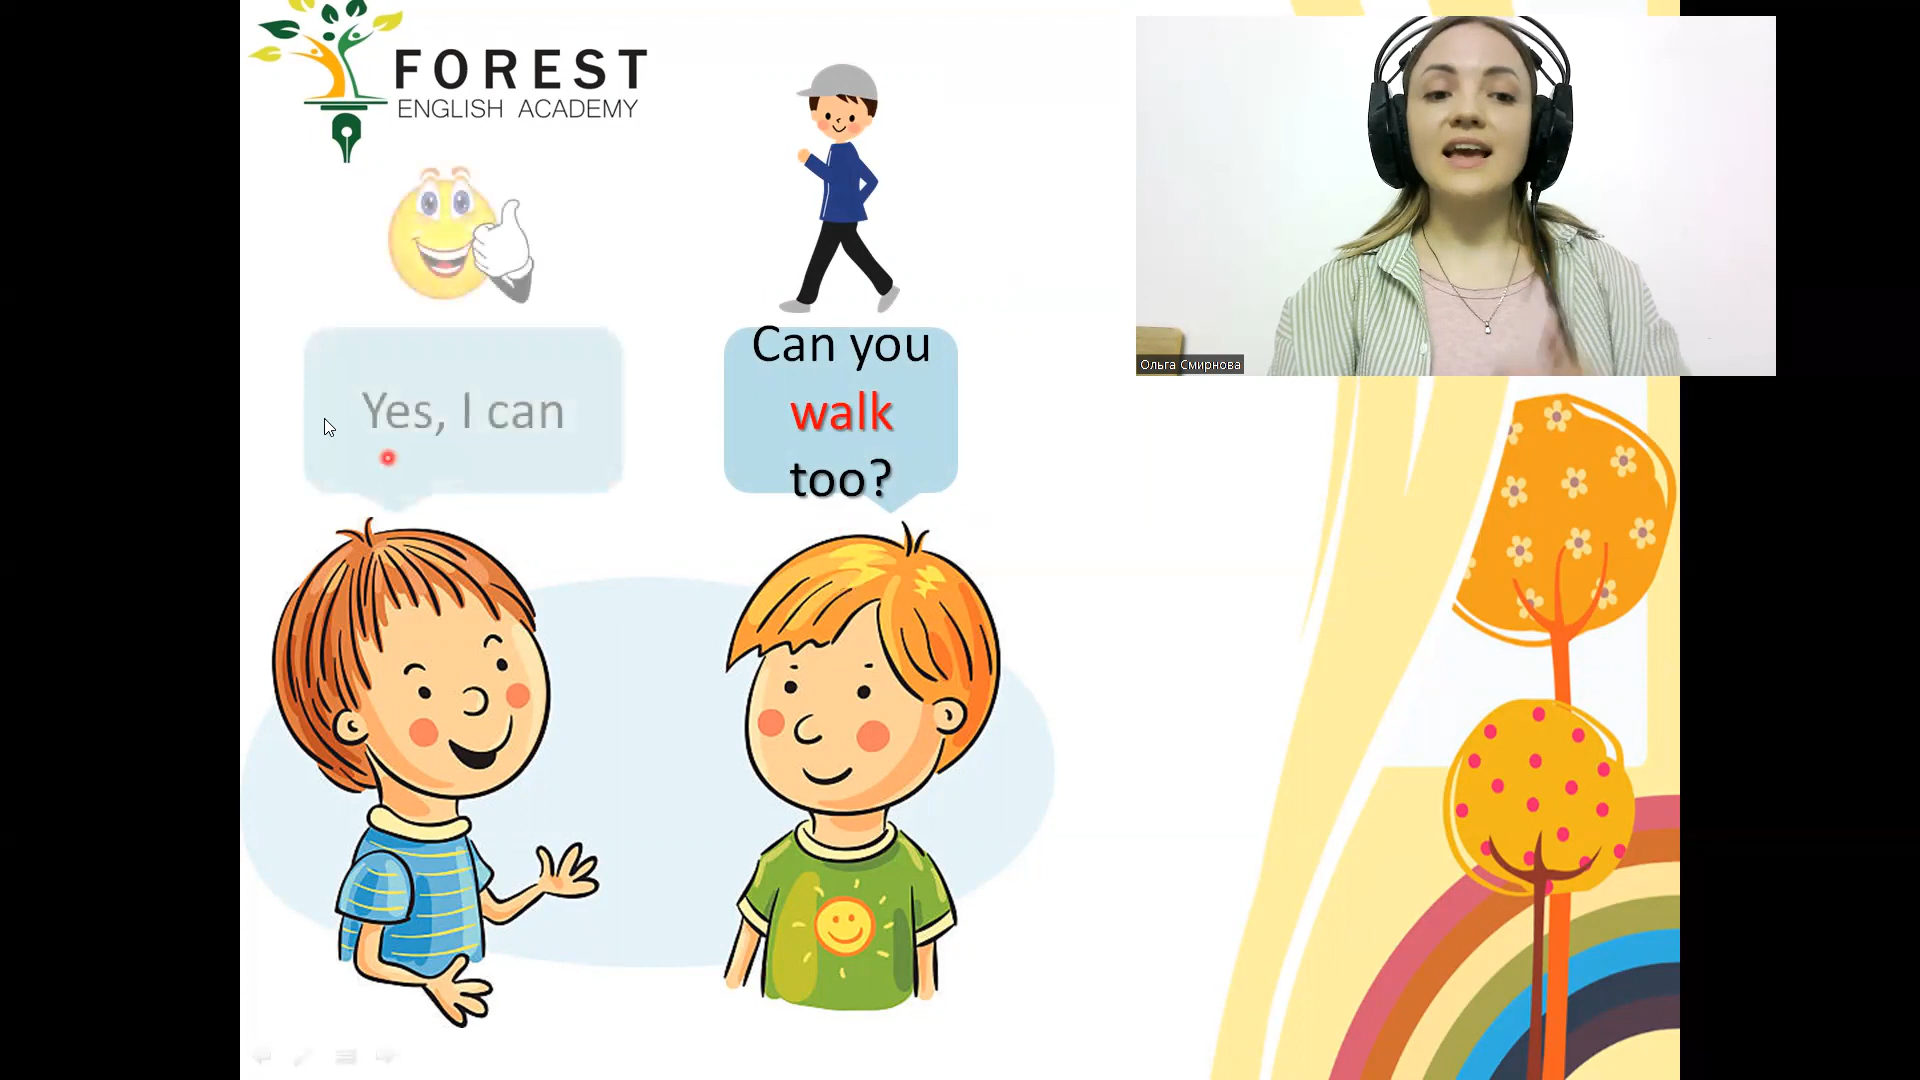 FOREST
ENGLISH ACADEMY
Yes, I can
Can you
walk
too?
Ольга Смирнова